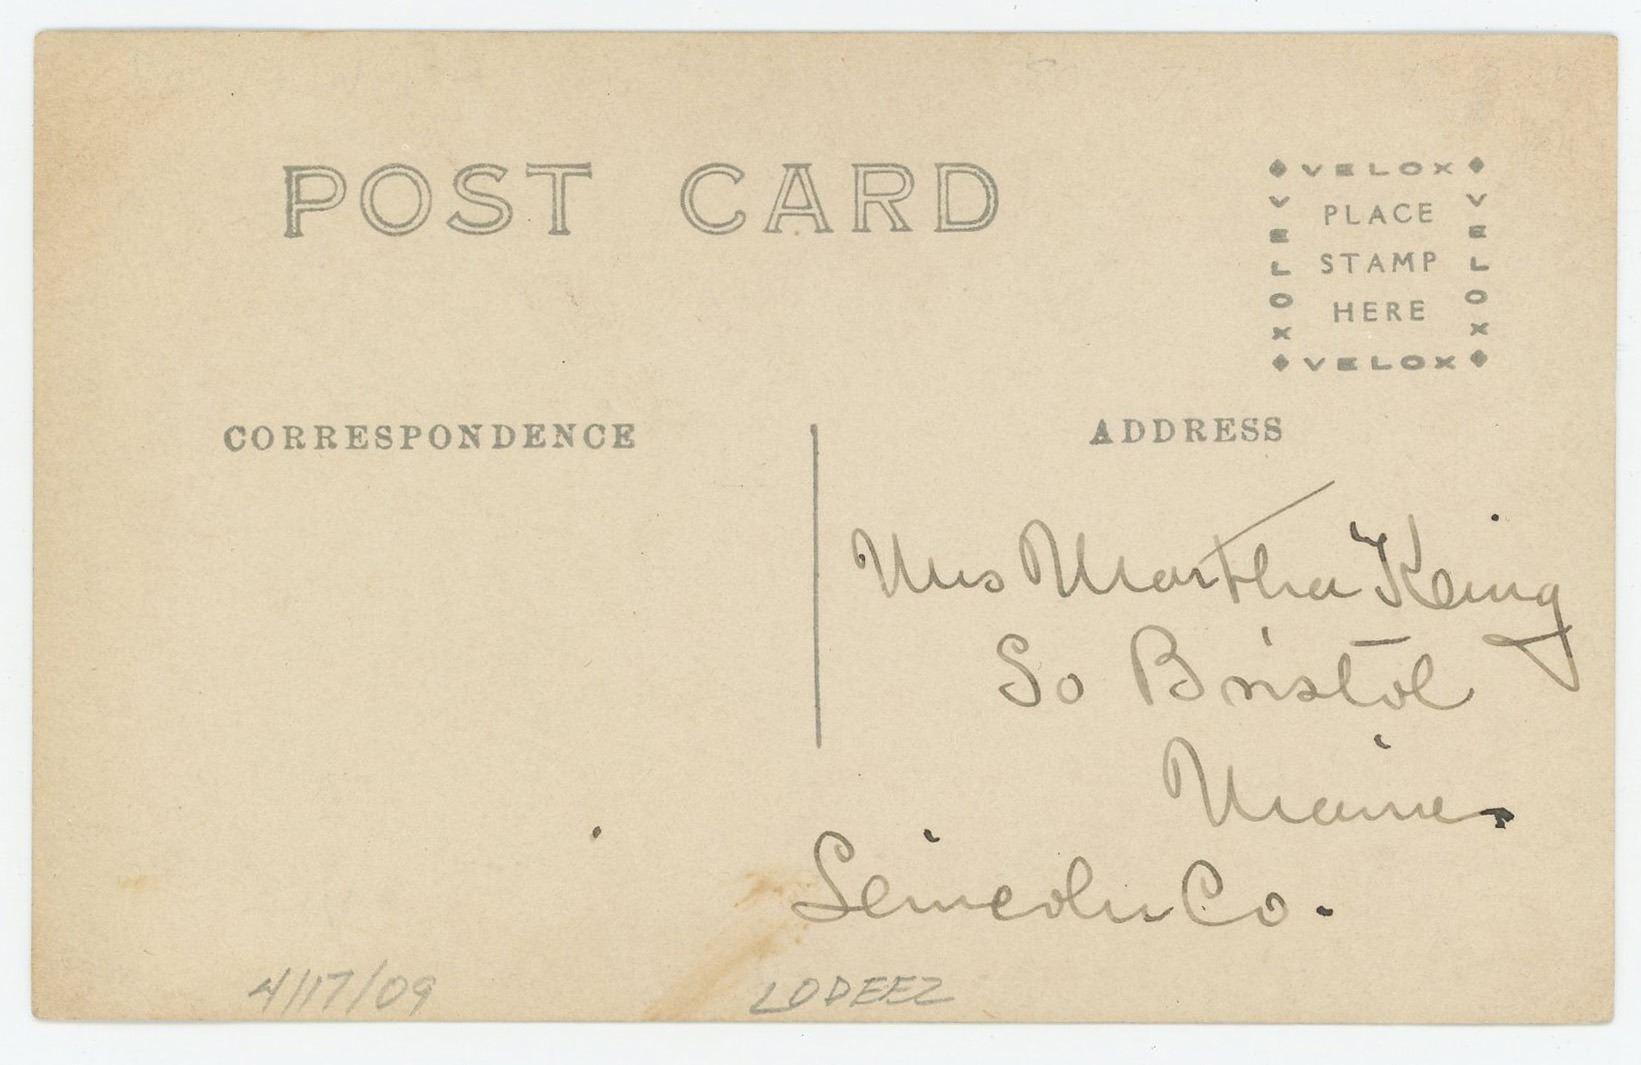 POST CARD
VELOX
VELOX
VELOX
PLACE
STAMP
HERE
VELOX
CORRESPONDENCE
ADDRESS
Mrs Martha King
So Bristol
Maine
Lincoln Co.
4/17/09
LODEEZ